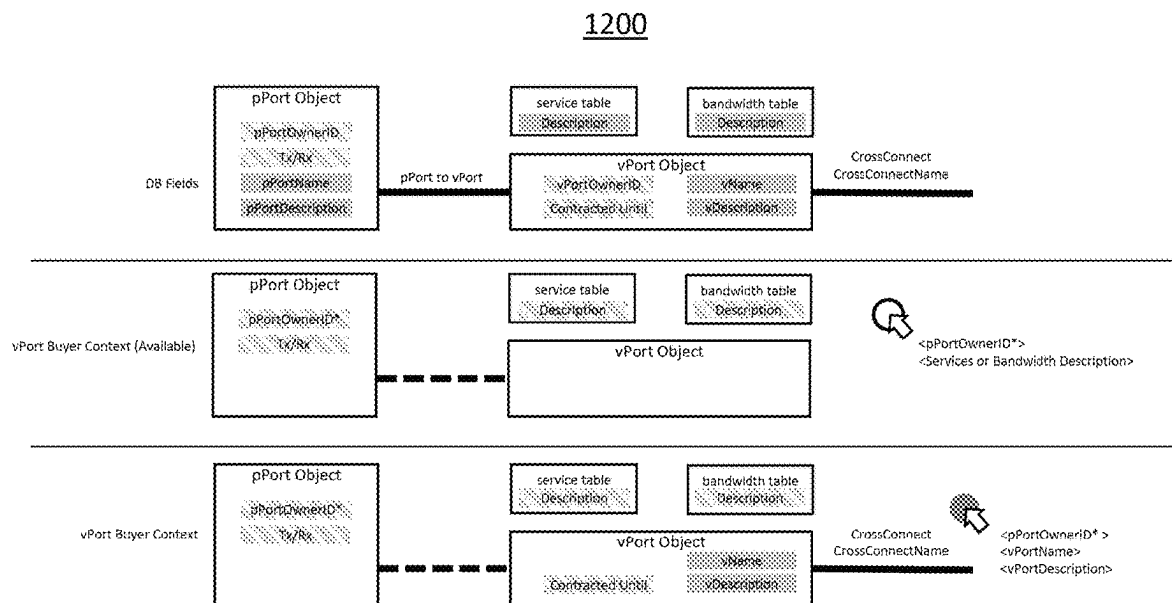 1200
pPort Object
pPortOwnerID
Tx/Rx
pPortName
pPortDescription
DB Fields
pPort to vPort
service table
Description
bandwidth table
Description
vPort Object
vPortOwnerID
vName
Contracted Until
vDescription
CrossConnect
CrossConnectName
vPort Buyer Context (Available)
pPort Object
pPortOwnerID*
Tx/Rx
service table
Description
bandwidth table
Description
vPort Object
<pPortOwnerID*>
<Services or Bandwidth Description>
vPort Buyer Context
pPort Object
pPortOwnerID*
Tx/Rx
service table
Description
bandwidth table
Description
vPort Object
vName
Contracted Until
vDescription
CrossConnect
CrossConnectName
<pPortOwnerID* >
<vPortName>
<vPortDescription>